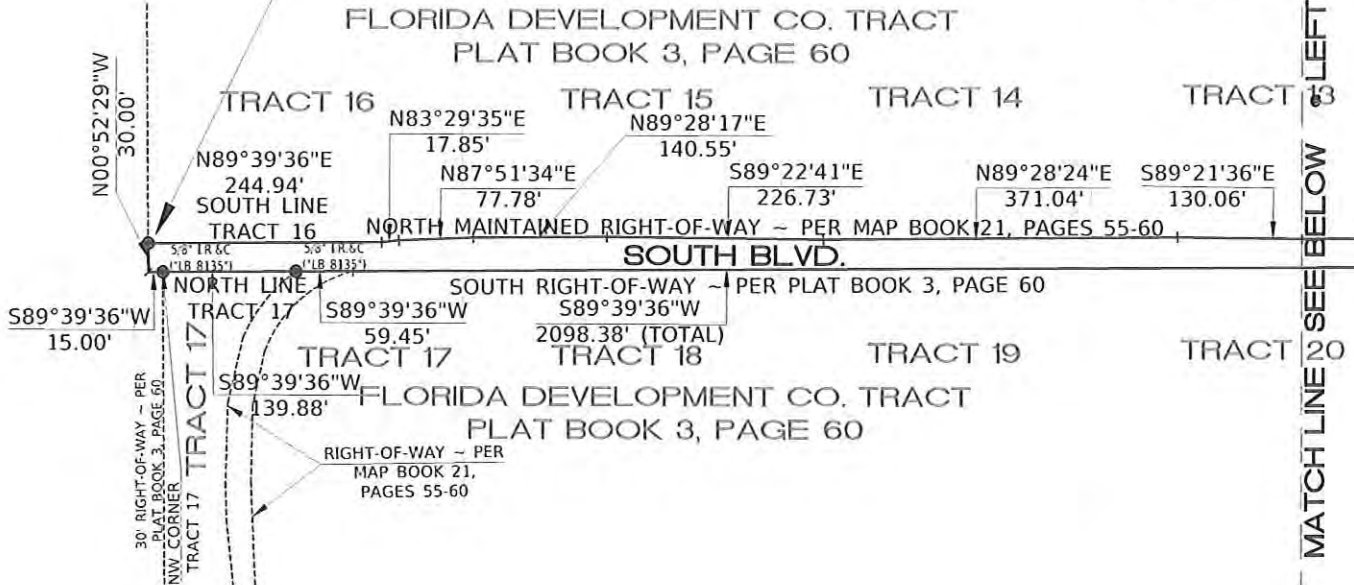 FLORIDA DEVELOPMENT CO. TRACT
PLAT BOOK 3, PAGE 60
N00°52'29"W
30.00'
TRACT 16
TRACT 15
TRACT 14
TRACT 13
N83°29'35"E
17.85'
N89°28'17"E
140.55'
N89°39'36"E
244.94'
N87°51'34"E
77.78'
S89°22'41"E
226.73'
N89°28'24"E
371.04'
S89°21'36"E
130.06'
SOUTH LINE
TRACT 16
NORTH MAINTAINED RIGHT-OF-WAY ~ PER MAP BOOK 21, PAGES 55-60
5/8" I.R.&C
("LB 8135")
5/8" I.R.&C
("LB 8135")
SOUTH BLVD.
NORTH LINE
TRACT 17
SOUTH RIGHT-OF-WAY ~ PER PLAT BOOK 3, PAGE 60
S89°39'36"W
15.00'
S89°39'36"W
59.45'
S89°39'36"W
2098.38' (TOTAL)
TRACT 17
TRACT 17
TRACT 18
TRACT 19
TRACT 20
S89°39'36"W
139.88'
FLORIDA DEVELOPMENT CO. TRACT
PLAT BOOK 3, PAGE 60
RIGHT-OF-WAY ~ PER
MAP BOOK 21,
PAGES 55-60
30' RIGHT-OF-WAY ~ PER
PLAT BOOK 3, PAGE 60
NW CORNER
TRACT 17
MATCH LINE SEE BELOW LEFT